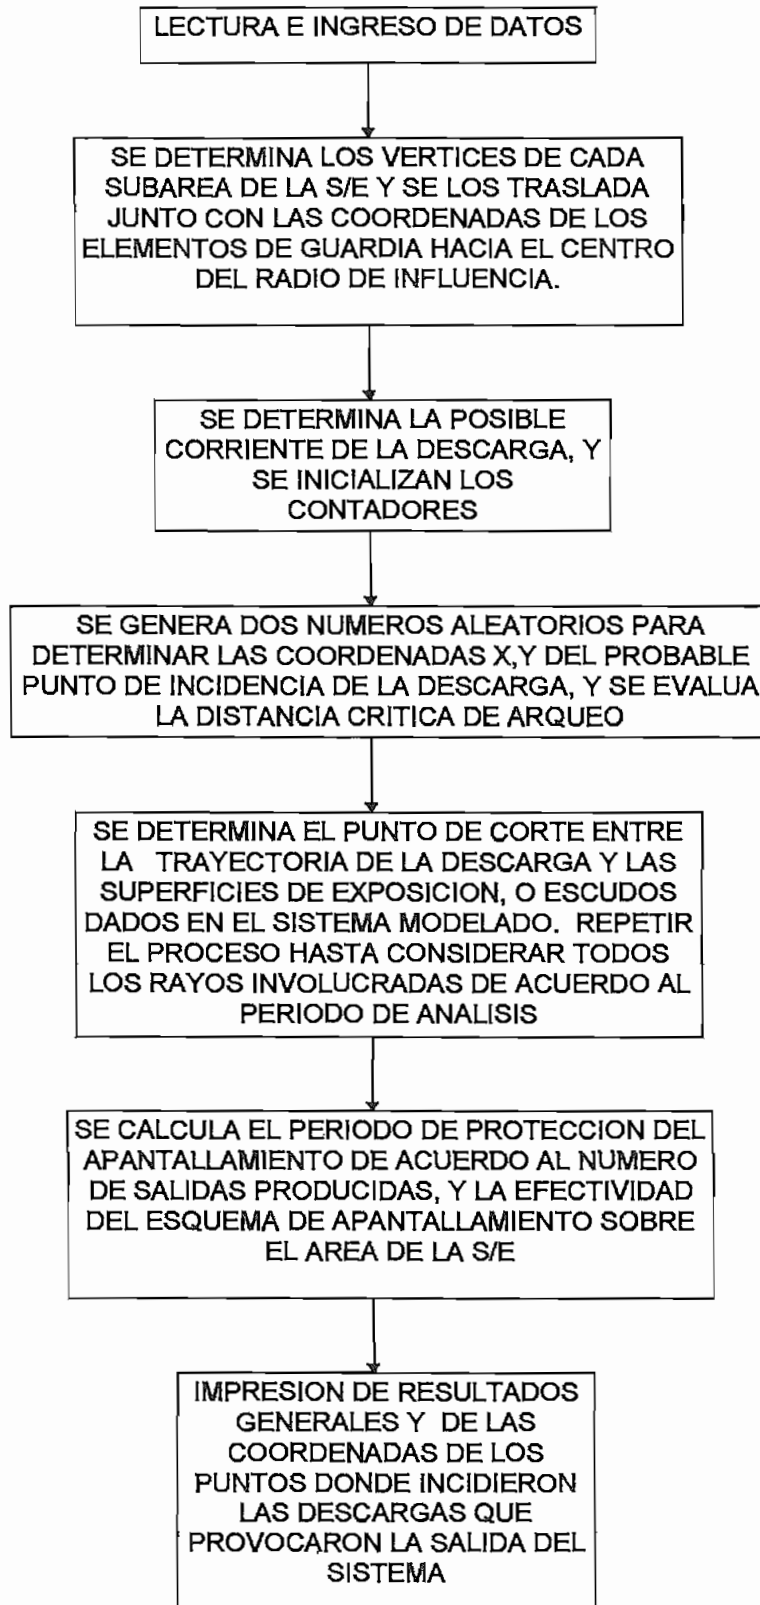 LECTURA E INGRESO DE DATOS
SE DETERMINA LOS VERTICES DE CADA
SUBAREA DE LA S/E Y SE LOS TRASLADA
JUNTO CON LAS COORDENADAS DE LOS
ELEMENTOS DE GUARDIA HACIA EL CENTRO
DEL RADIO DE INFLUENCIA.
SE DETERMINA LA POSIBLE
CORRIENTE DE LA DESCARGA, Y
SE INICIALIZAN LOS
CONTADORES
SE GENERA DOS NUMEROS ALEATORIOS PARA
DETERMINAR LAS COORDENADAS X,Y DEL PROBABLE
PUNTO DE INCIDENCIA DE LA DESCARGA, Y SE EVALUA
LA DISTANCIA CRITICA DE ARQUEO
SE DETERMINA EL PUNTO DE CORTE ENTRE
LA TRAYECTORIA DE LA DESCARGA Y LAS
SUPERFICIES DE EXPOSICION, O ESCUDOS
DADOS EN EL SISTEMA MODELADO. REPETIR
EL PROCESO HASTA CONSIDERAR TODOS
LOS RAYOS INVOLUCRADAS DE ACUERDO AL
PERIODO DE ANALISIS
SE CALCULA EL PERIODO DE PROTECCION DEL
APANTALLAMIENTO DE ACUERDO AL NUMERO
DE SALIDAS PRODUCIDAS, Y LA EFECTIVIDAD
DEL ESQUEMA DE APANTALLAMIENTO SOBRE
EL AREA DE LA S/E
IMPRESION DE RESULTADOS
GENERALES Y DE LAS
COORDENADAS DE LOS
PUNTOS DONDE INCIDIERON
LAS DESCARGAS QUE
PROVOCARON LA SALIDA DEL
SISTEMA